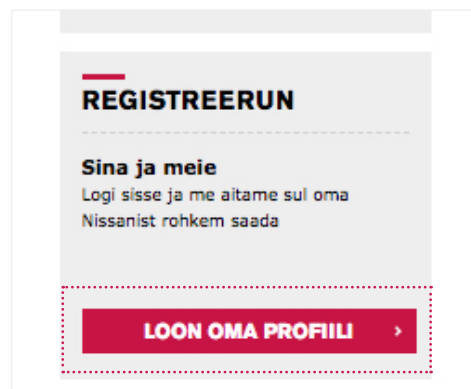 REGISTREERUN
Sina ja meie
Logi sisse ja me aitame sul oma
Nissanist rohkem saada
LOON OMA PROFIILI ›